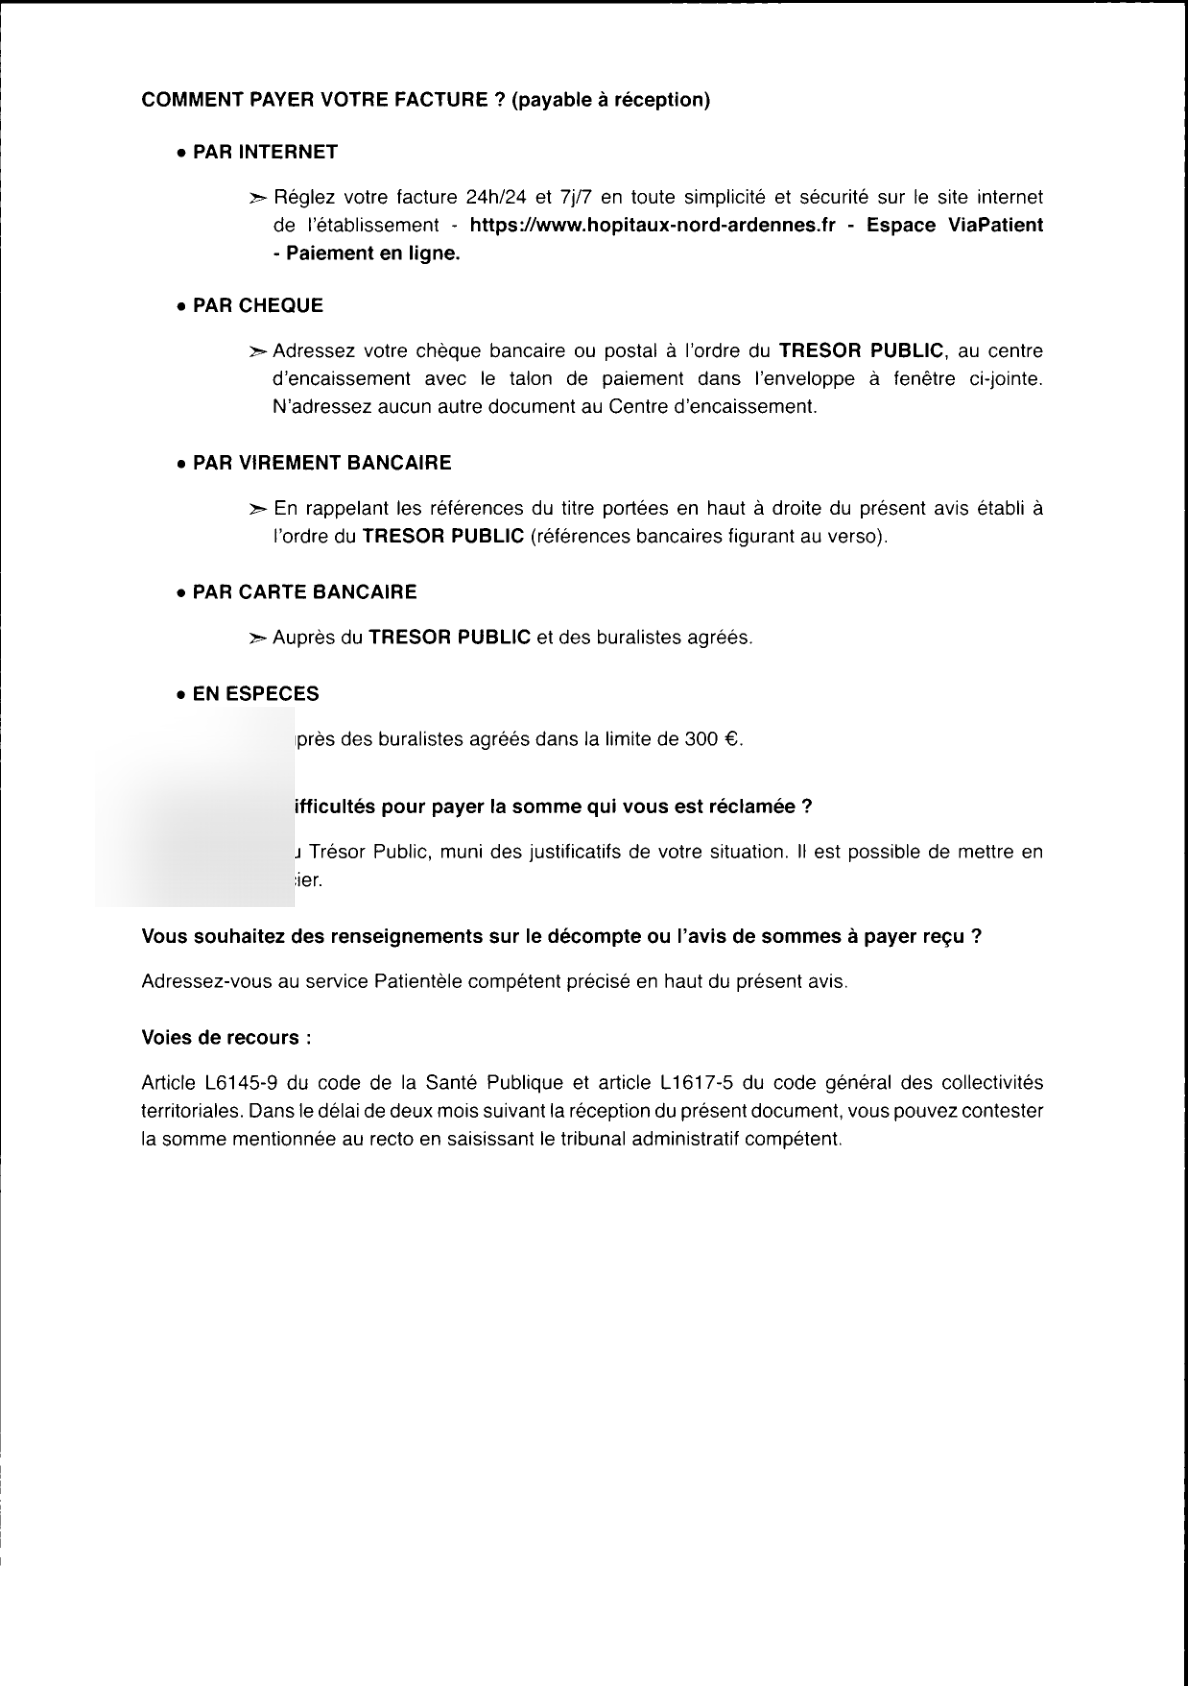 COMMENT PAYER VOTRE FACTURE ? (payable à réception)
• PAR INTERNET
➢ Réglez votre facture 24h/24 et 7j/7 en toute simplicité et sécurité sur le site internet
de l'établissement - https://www.hopitaux-nord-ardennes.fr - Espace ViaPatient
- Paiement en ligne.
• PAR CHEQUE
➢ Adressez votre chèque bancaire ou postal à l'ordre du TRESOR PUBLIC, au centre
d'encaissement avec le talon de paiement dans l'enveloppe à fenêtre ci-jointe.
N'adressez aucun autre document au Centre d'encaissement.
• PAR VIREMENT BANCAIRE
➢ En rappelant les références du titre portées en haut à droite du présent avis établi à
l'ordre du TRESOR PUBLIC (références bancaires figurant au verso).
• PAR CARTE BANCAIRE
➢ Auprès du TRESOR PUBLIC et des buralistes agréés.
• EN ESPECES
des buralistes agréés dans la limite de 300 €.
pour payer la somme qui vous est réclamée ?
Trésor Public, muni des justificatifs de votre situation. Il est possible de mettre en
Vous souhaitez des renseignements sur le décompte ou l'avis de sommes à payer reçu ?
Adressez-vous au service Patientèle compétent précisé en haut du présent avis.
Voies de recours :
Article L6145-9 du code de la Santé Publique et article L1617-5 du code général des collectivités
territoriales. Dans le délai de deux mois suivant la réception du présent document, vous pouvez contester
la somme mentionnée au recto en saisissant le tribunal administratif compétent.